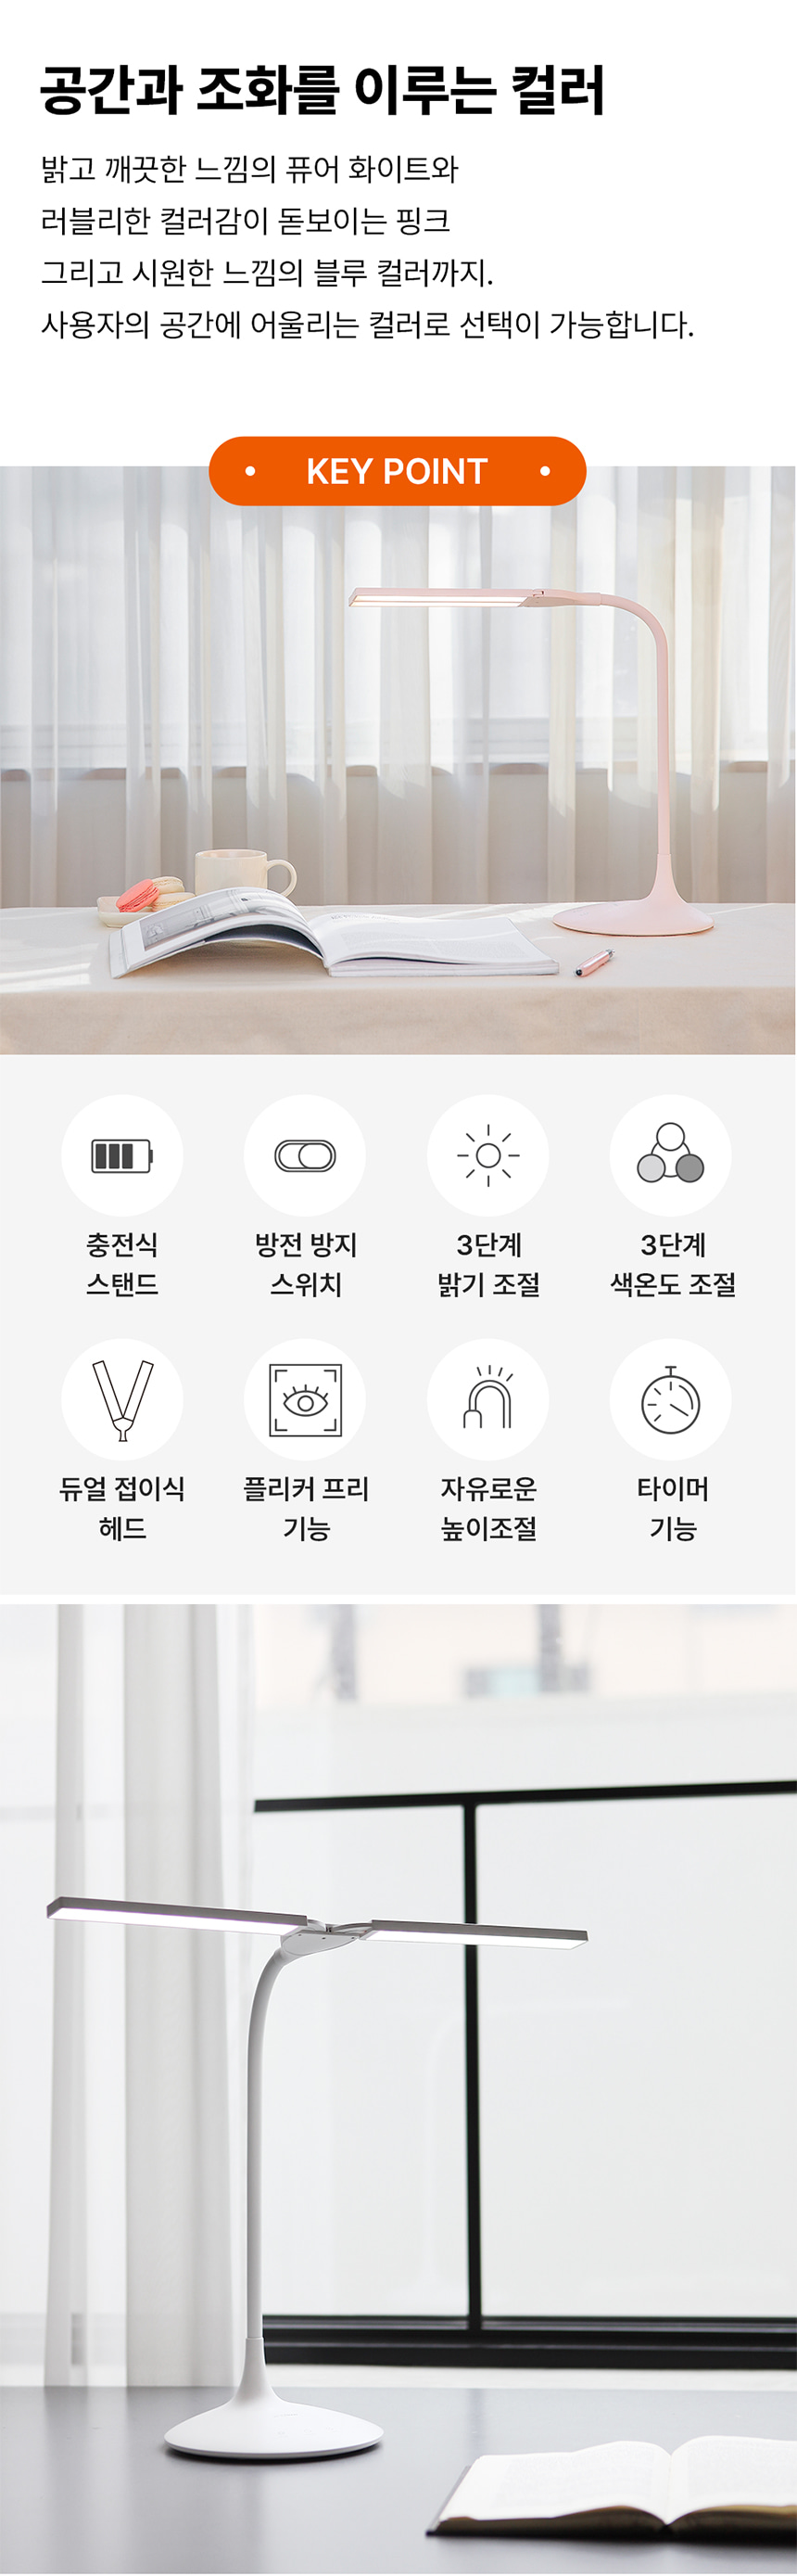 공간과 조화를 이루는 컬러
밝고 깨끗한 느낌의 퓨어 화이트와
러블리한 컬러감이 돋보이는 핑크
그리고 시원한 느낌의 블루 컬러까지.
사용자의 공간에 어울리는 컬러로 선택이 가능합니다.
KEY POINT
충전식
스탠드
방전 방지
스위치
3단계
밝기 조절
3단계
색온도 조절
듀얼 접이식
헤드
플리커 프리
기능
자유로운
높이조절
타이머
기능